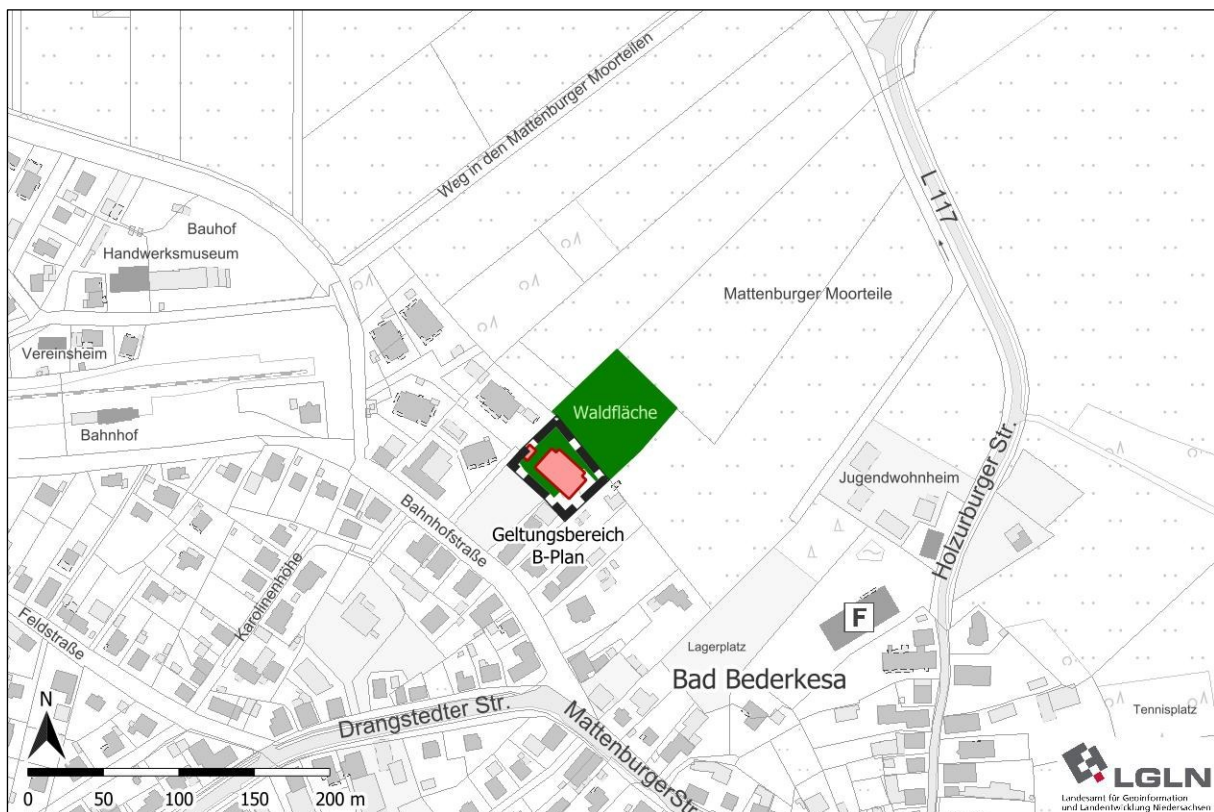 Weg in den Mattenburger Moorteilen
L 117
Bauhof
Handwerksmuseum
Mattenburger Moorteile
Vereinsheim
Waldfläche
Bahnhof
Holzurburger Str.
Jugendwohnheim
Bahnhofstraße
Geltungsbereich
B-Plan
Karolinenhöhe
Feldstraße
F
Lagerplatz
Bad Bederkesa
Drangstedter Str.
Mattenburger Str.
Tennisplatz
N
0 50 100 150 200 m
LGLN
Landesamt für Geoinformation
und Landentwicklung Niedersachsen